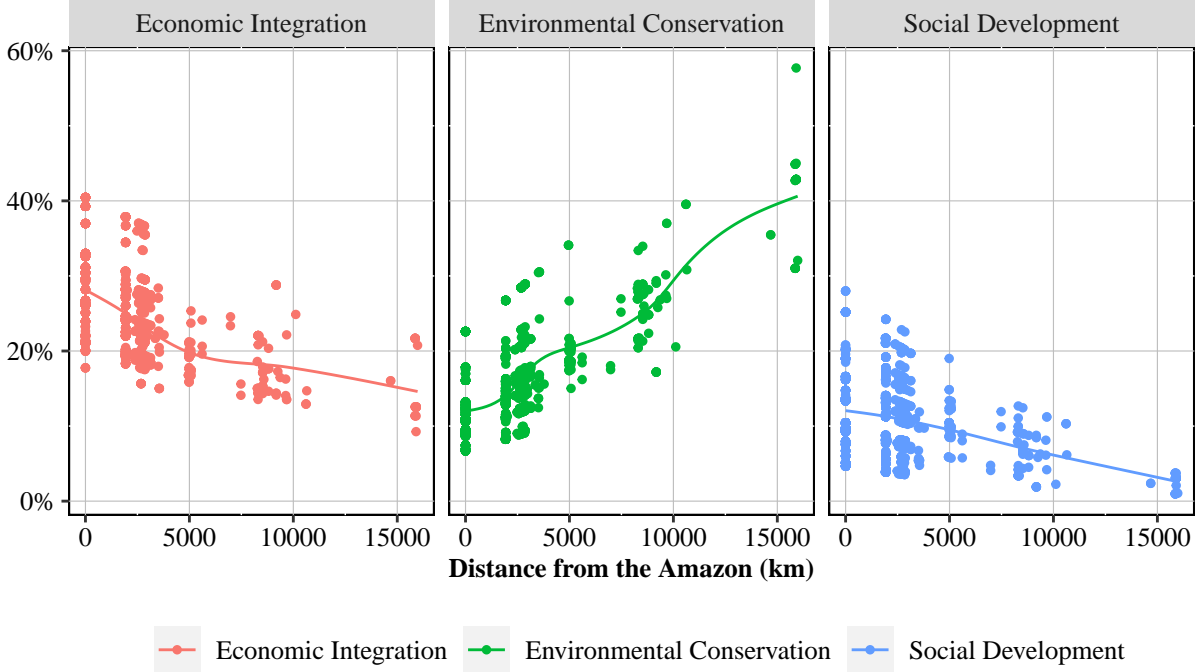 Economic Integration Environmental Conservation Social Development
60%
40%
20%
0%
0 5000 10000 15000 0 5000 10000 15000 0 5000 10000 15000
Distance from the Amazon (km)
Economic Integration Environmental Conservation Social Development